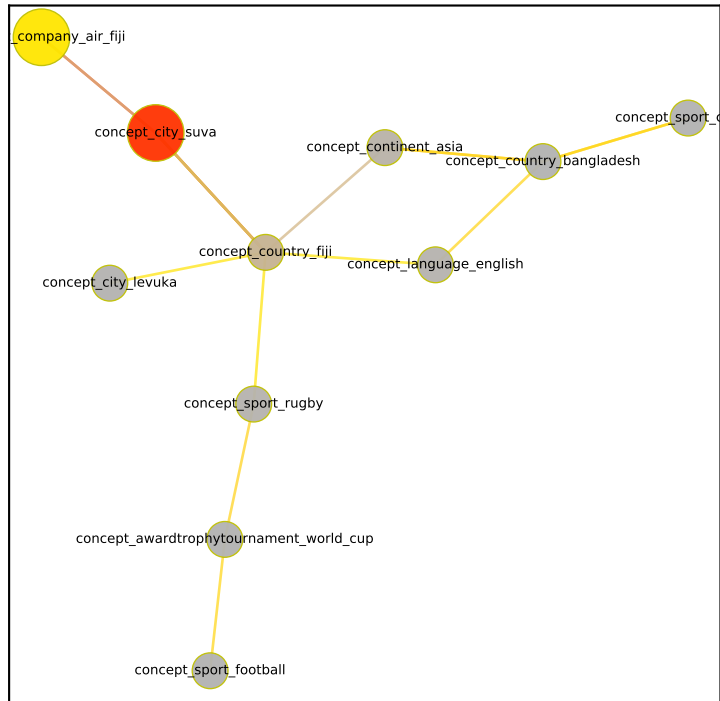 _company_air_fiji
concept_sport_c
concept_city_suva
concept_continent_asia
concept_country_bangladesh
concept_country_fiji
concept_language_english
concept_city_levuka
concept_sport_rugby
concept_awardtrophytournament_world_cup
concept_sport_football